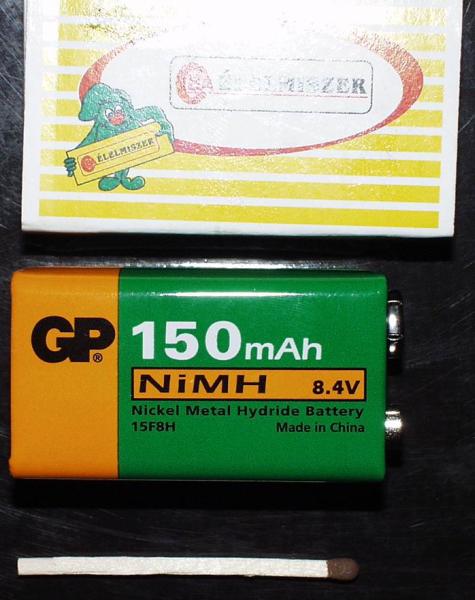 ÉLELMISZER
ÉLELMISZER
GP®
150mAh
NiMH 8.4V
Nickel Metal Hydride Battery
15F8H Made in China